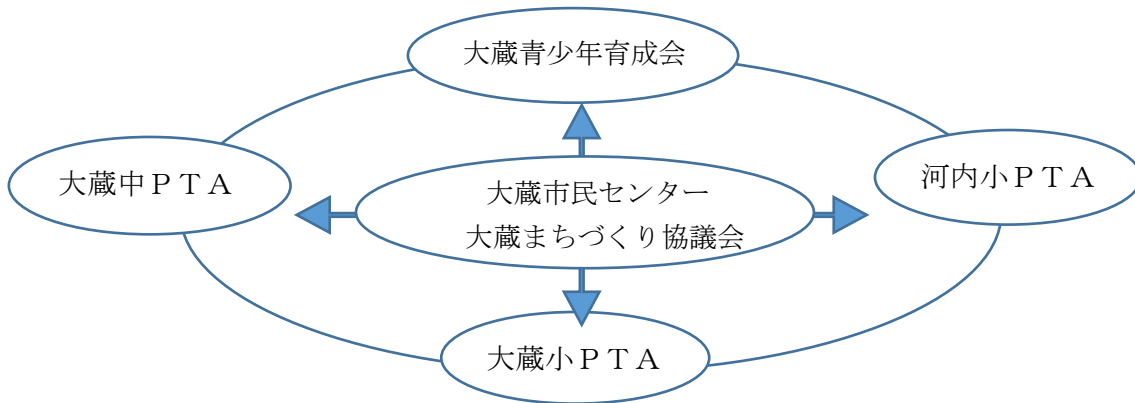 大蔵青少年育成会
大蔵中ＰＴＡ
大蔵市民センター
大蔵まちづくり協議会
河内小ＰＴＡ
大蔵小ＰＴＡ